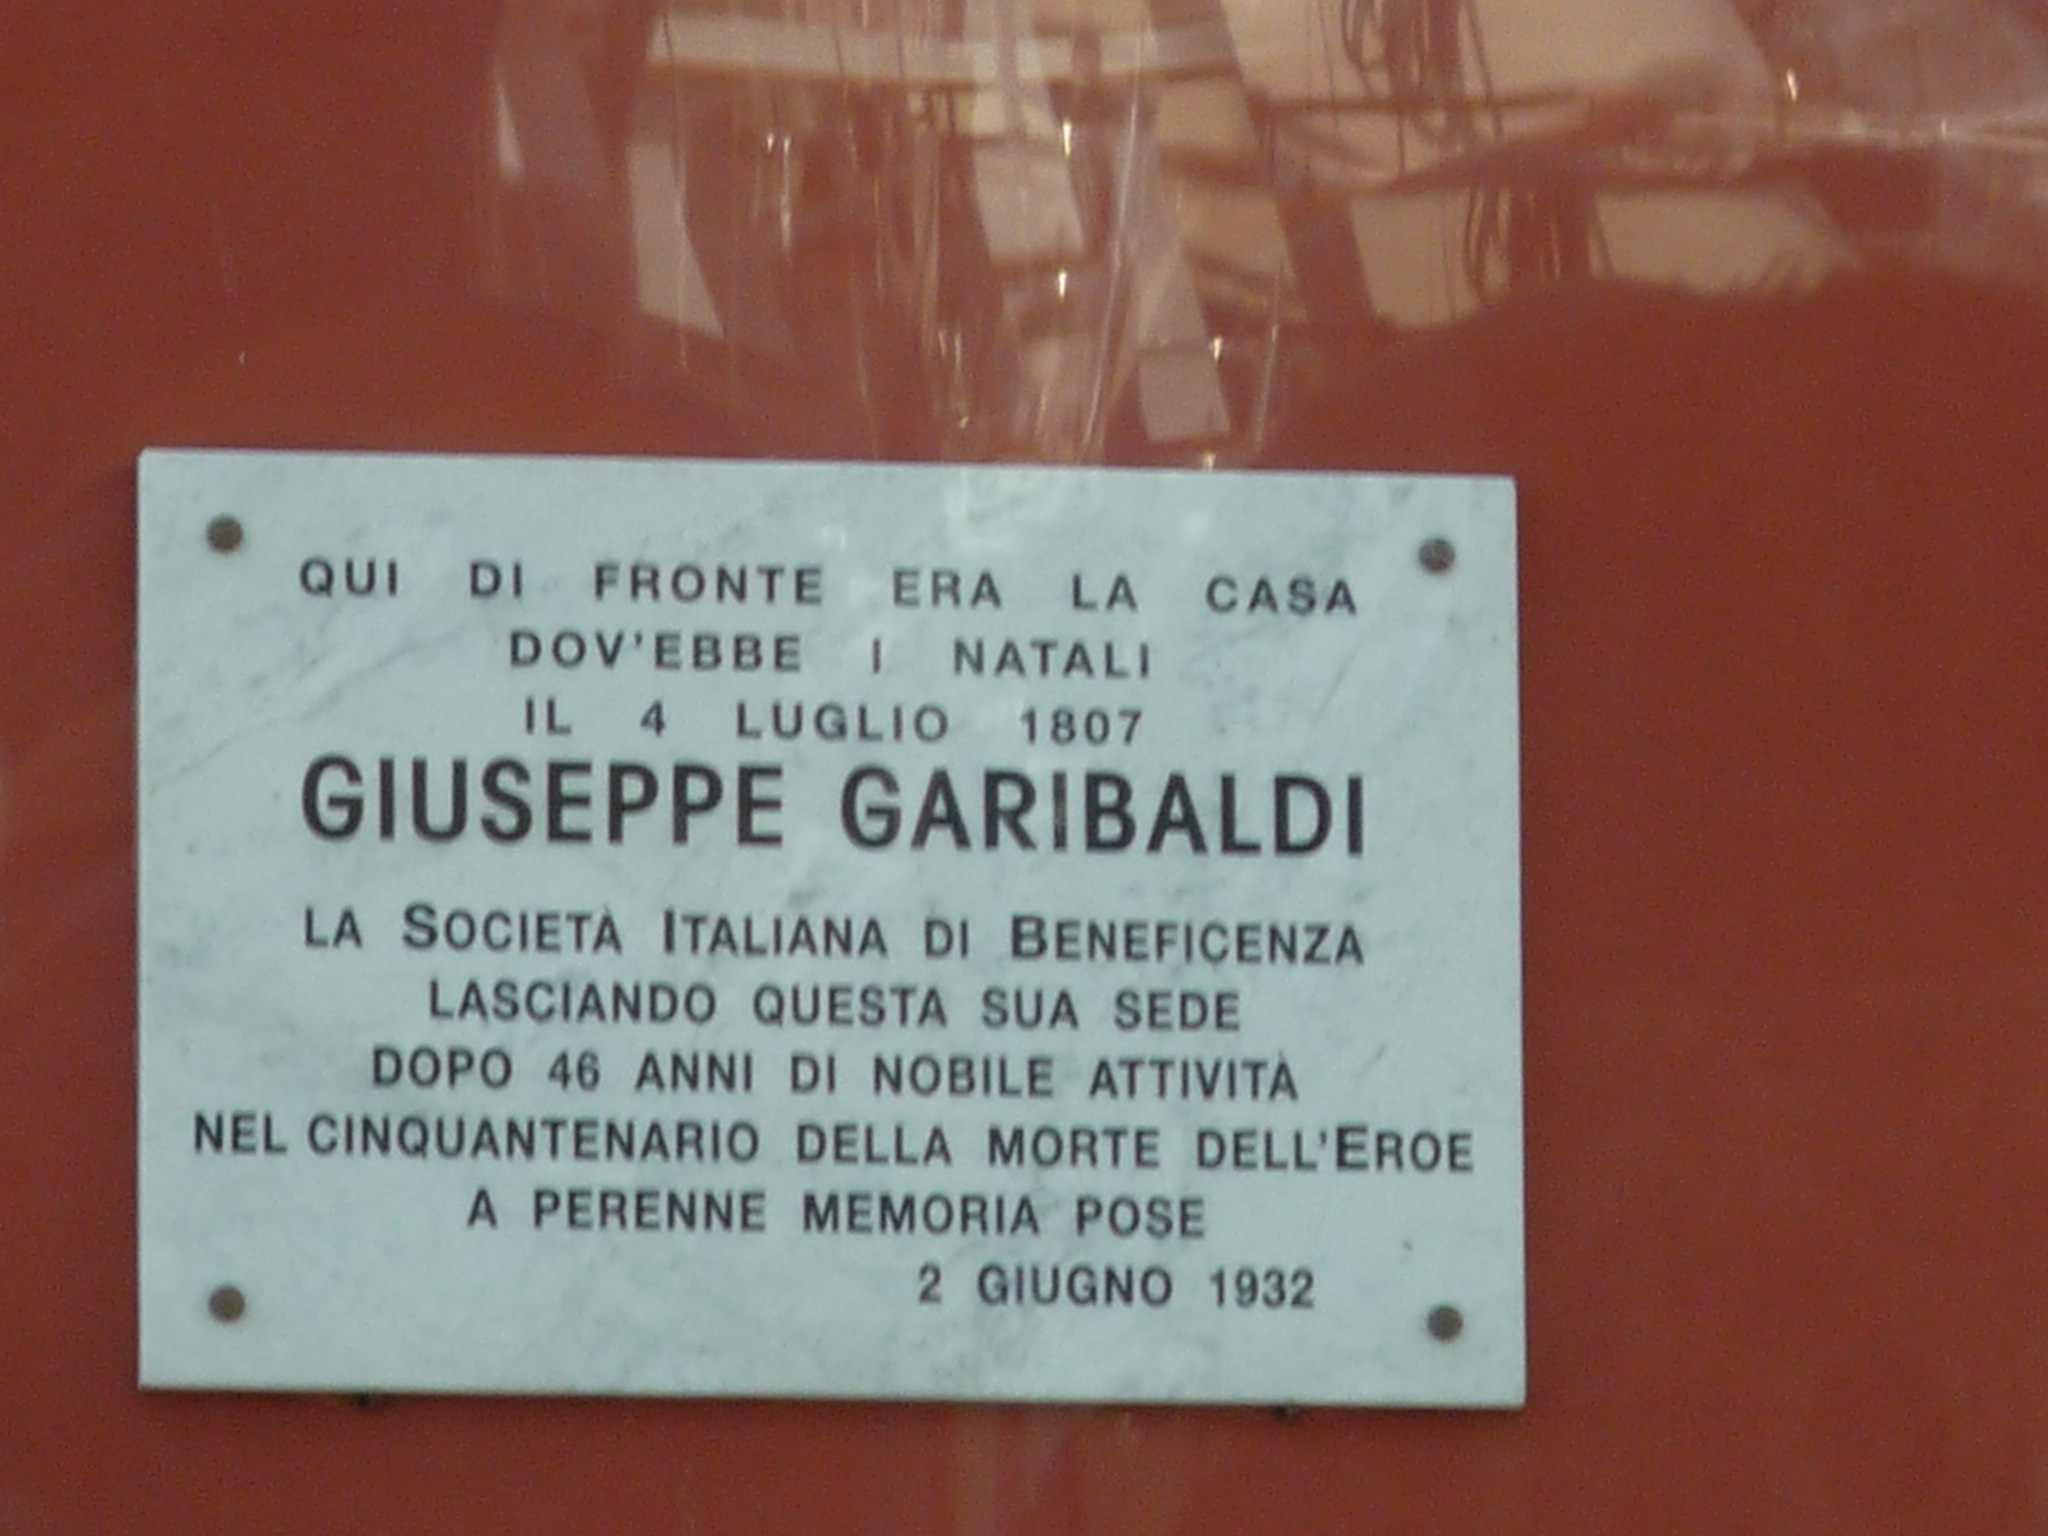 QUI DI FRONTE ERA LA CASA
DOV'EBBE I NATALI
IL 4 LUGLIO 1807
GIUSEPPE GARIBALDI
LA SOCIETÀ ITALIANA DI BENEFICENZA
LASCIANDO QUESTA SUA SEDE
DOPO 46 ANNI DI NOBILE ATTIVITÀ
NEL CINQUANTENARIO DELLA MORTE DELL'EROE
A PERENNE MEMORIA POSE
2 GIUGNO 1932